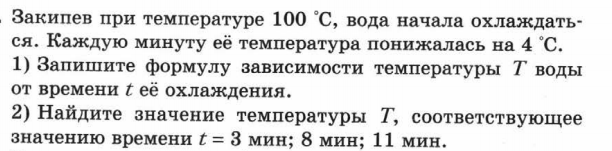 Закипев при температуре 100 °С, вода начала охлаждать-
ся. Каждую минуту её температура понижалась на 4 °С.
1) Запишите формулу зависимости температуры T воды
от времени t её охлаждения.
2) Найдите значение температуры T, соответствующее
значению времени t = 3 мин; 8 мин; 11 мин.